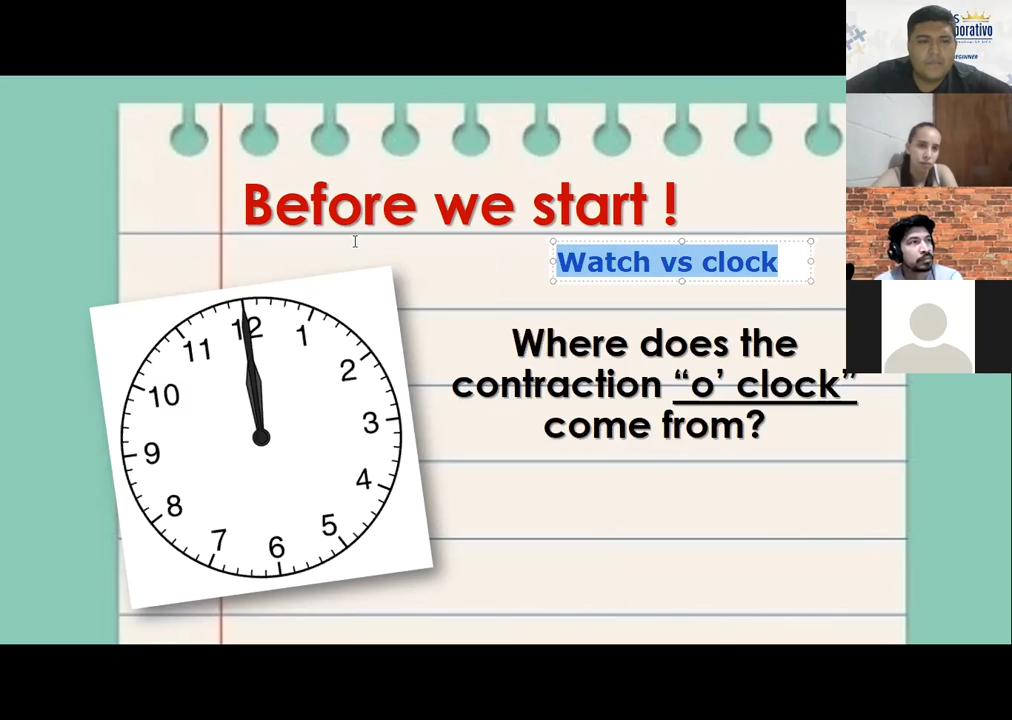 Before we start !
Watch vs clock
Where does the
contraction “o’ clock”
come from?
12
1
2
3
4
5
6
7
8
9
10
11